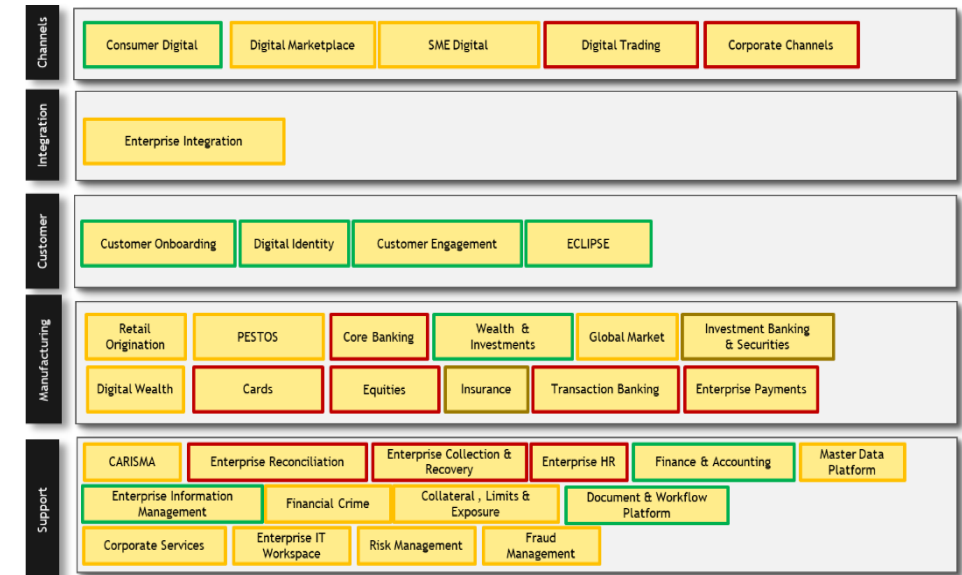 Channels
Consumer Digital
Digital Marketplace
SME Digital
Digital Trading
Corporate Channels
Integration
Enterprise Integration
Customer
Customer Onboarding
Digital Identity
Customer Engagement
ECLIPSE
Manufacturing
Retail
Origination
PESTOS
Core Banking
Wealth &
Investments
Global Market
Investment Banking
& Securities
Digital Wealth
Cards
Equities
Insurance
Transaction Banking
Enterprise Payments
Support
CARISMA
Enterprise Reconciliation
Enterprise Collection &
Recovery
Enterprise HR
Finance & Accounting
Master Data
Platform
Enterprise Information
Management
Financial Crime
Collateral , Limits &
Exposure
Document & Workflow
Platform
Corporate Services
Enterprise IT
Workspace
Risk Management
Fraud
Management